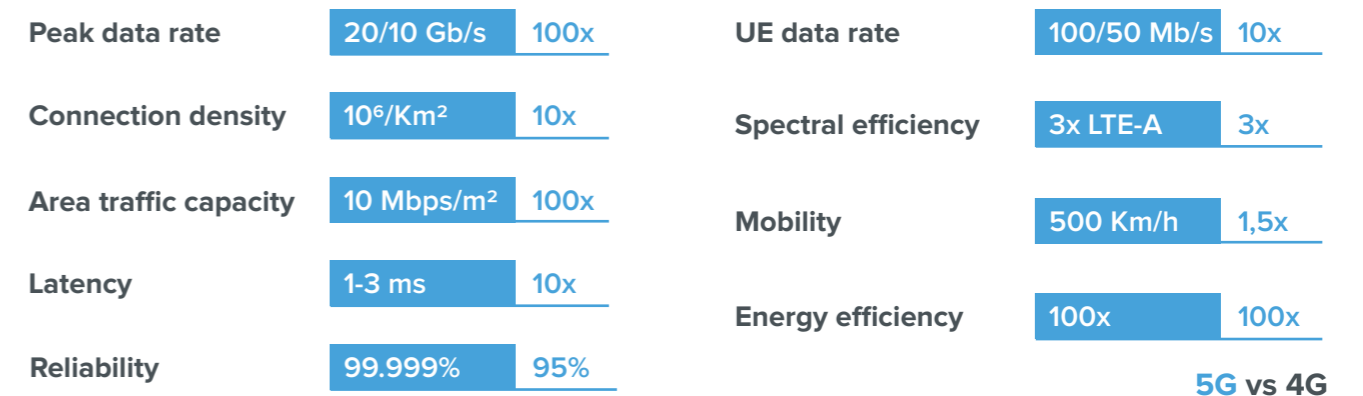 Peak data rate 20/10 Gb/s 100x
Connection density 10⁶/Km² 10x
Area traffic capacity 10 Mbps/m² 100x
Latency 1-3 ms 10x
Reliability 99.999% 95%
UE data rate 100/50 Mb/s 10x
Spectral efficiency 3x LTE-A 3x
Mobility 500 Km/h 1,5x
Energy efficiency 100x 100x
5G vs 4G